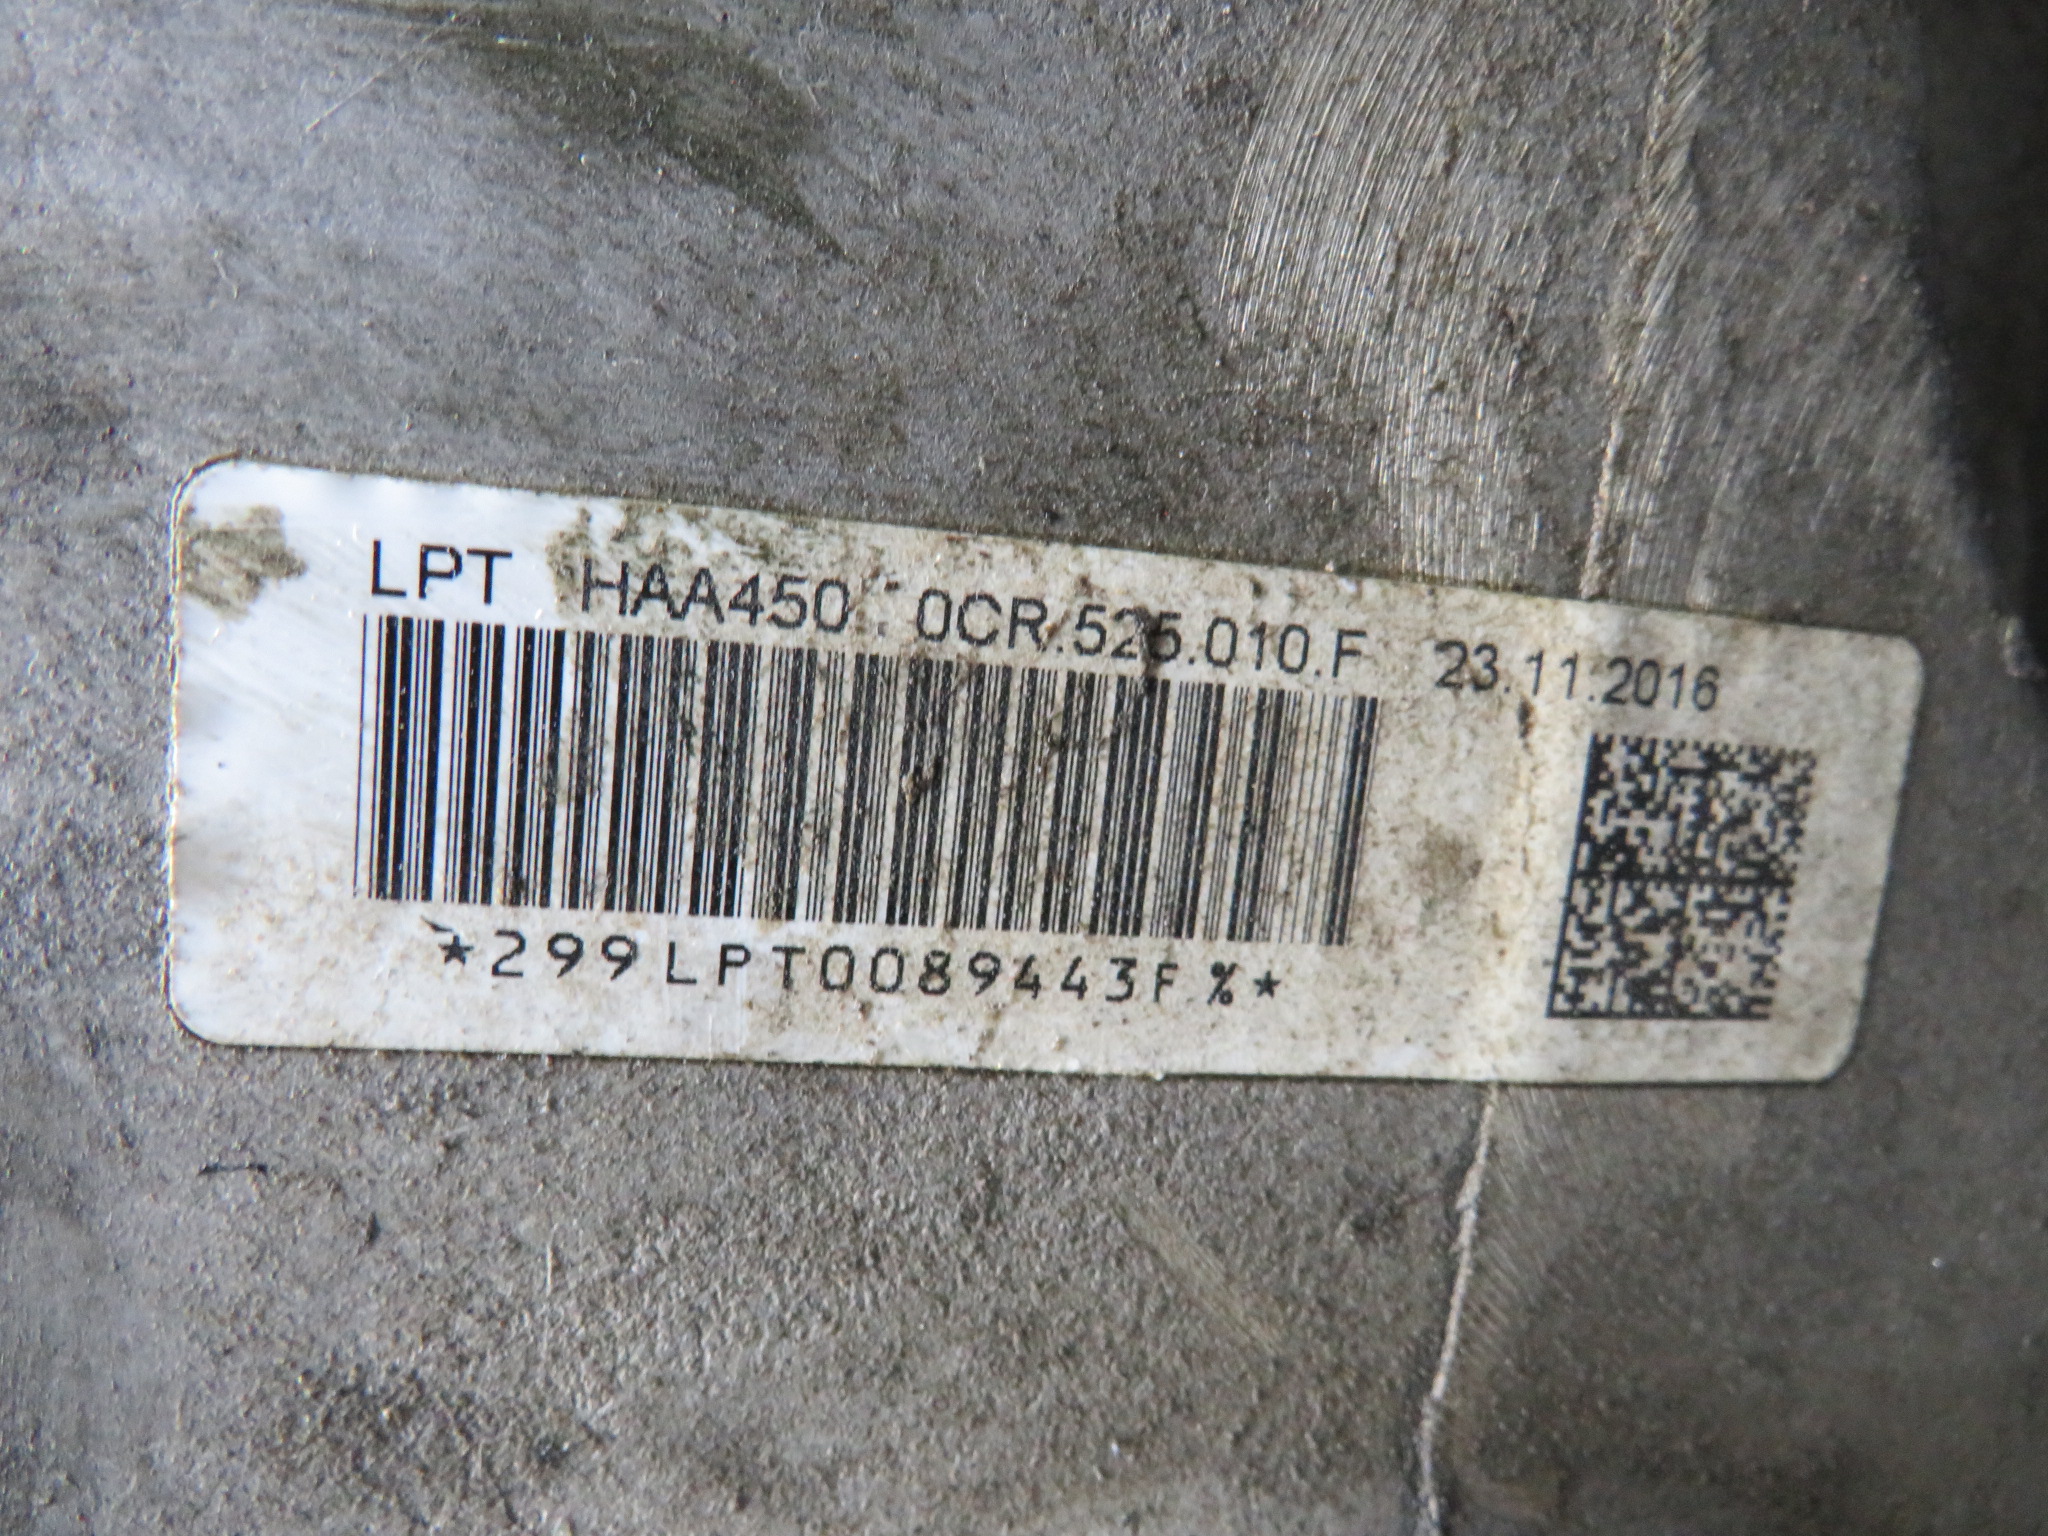 LPT HAA450 : 0CR.525.010.F 23.11.2016
*299LPT0089443F%*